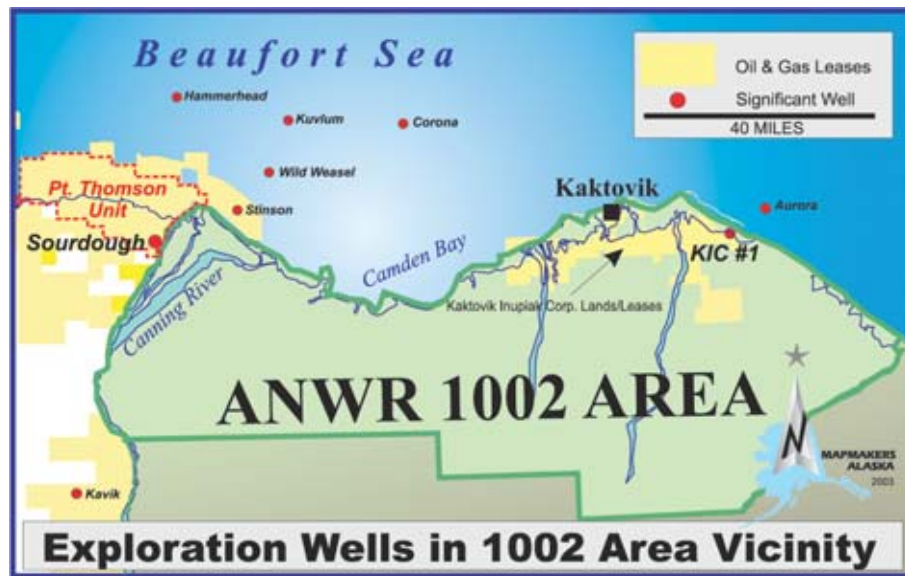 Beaufort Sea
Oil & Gas Leases
Significant Well
40 MILES
Hammerhead
Kuvlum
Corona
Wild Weasel
Pt. Thomson
Unit
Stinson
Kaktovik
Aurora
Sourdough
KIC #1
Camden Bay
Canning River
Kaktovik Inupiak Corp. Lands/Leases
ANWR 1002 AREA
N
MAPMAKERS
ALASKA
2003
Kavik
Exploration Wells in 1002 Area Vicinity